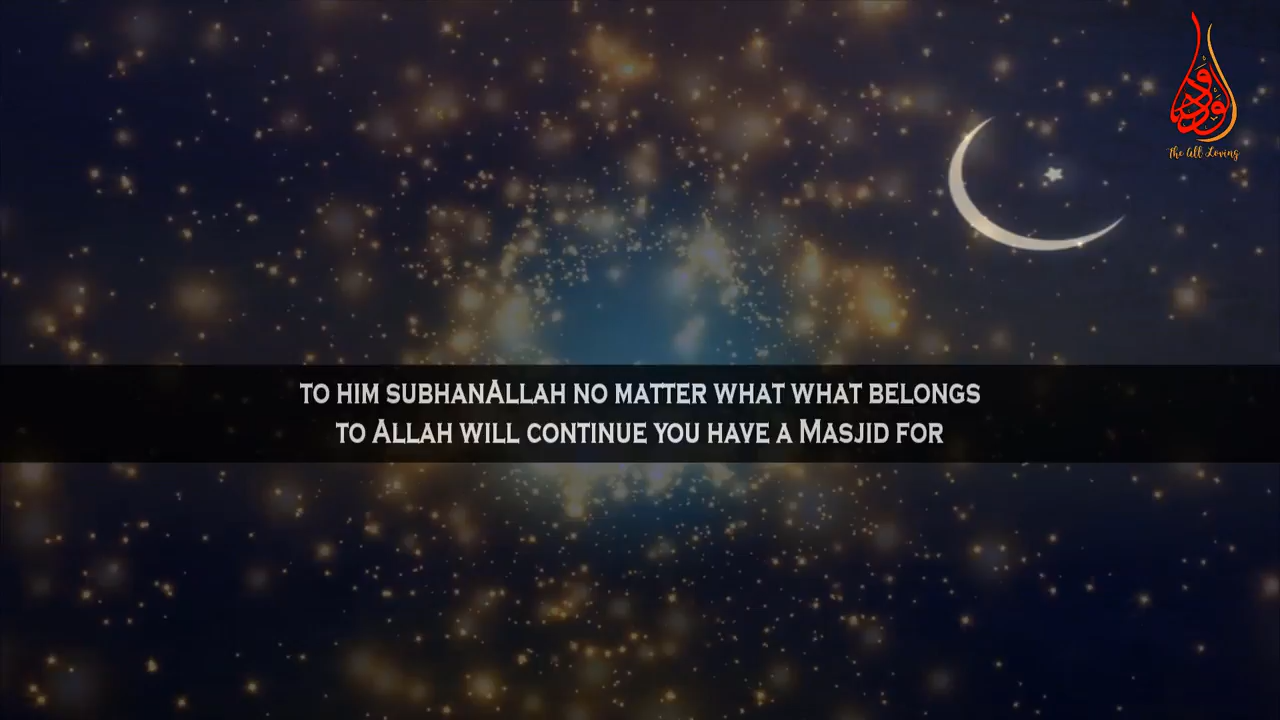 الودود
The All Loving
TO HIM SUBHANALLAH NO MATTER WHAT WHAT BELONGS
TO ALLAH WILL CONTINUE YOU HAVE A MASJID FOR